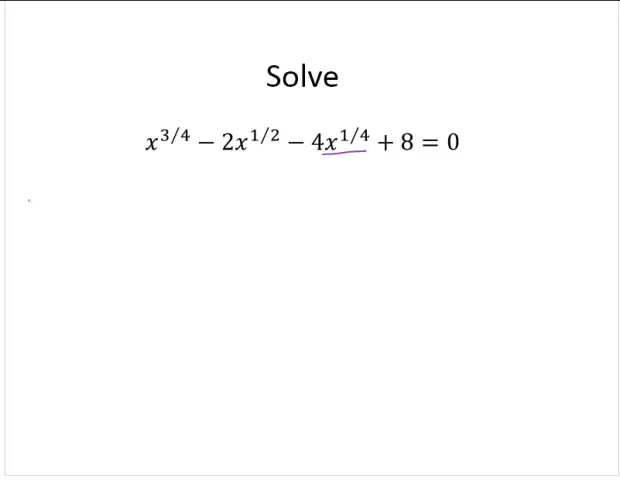 Solve
x^{3/4} − 2x^{1/2} − 4x^{1/4} + 8 = 0